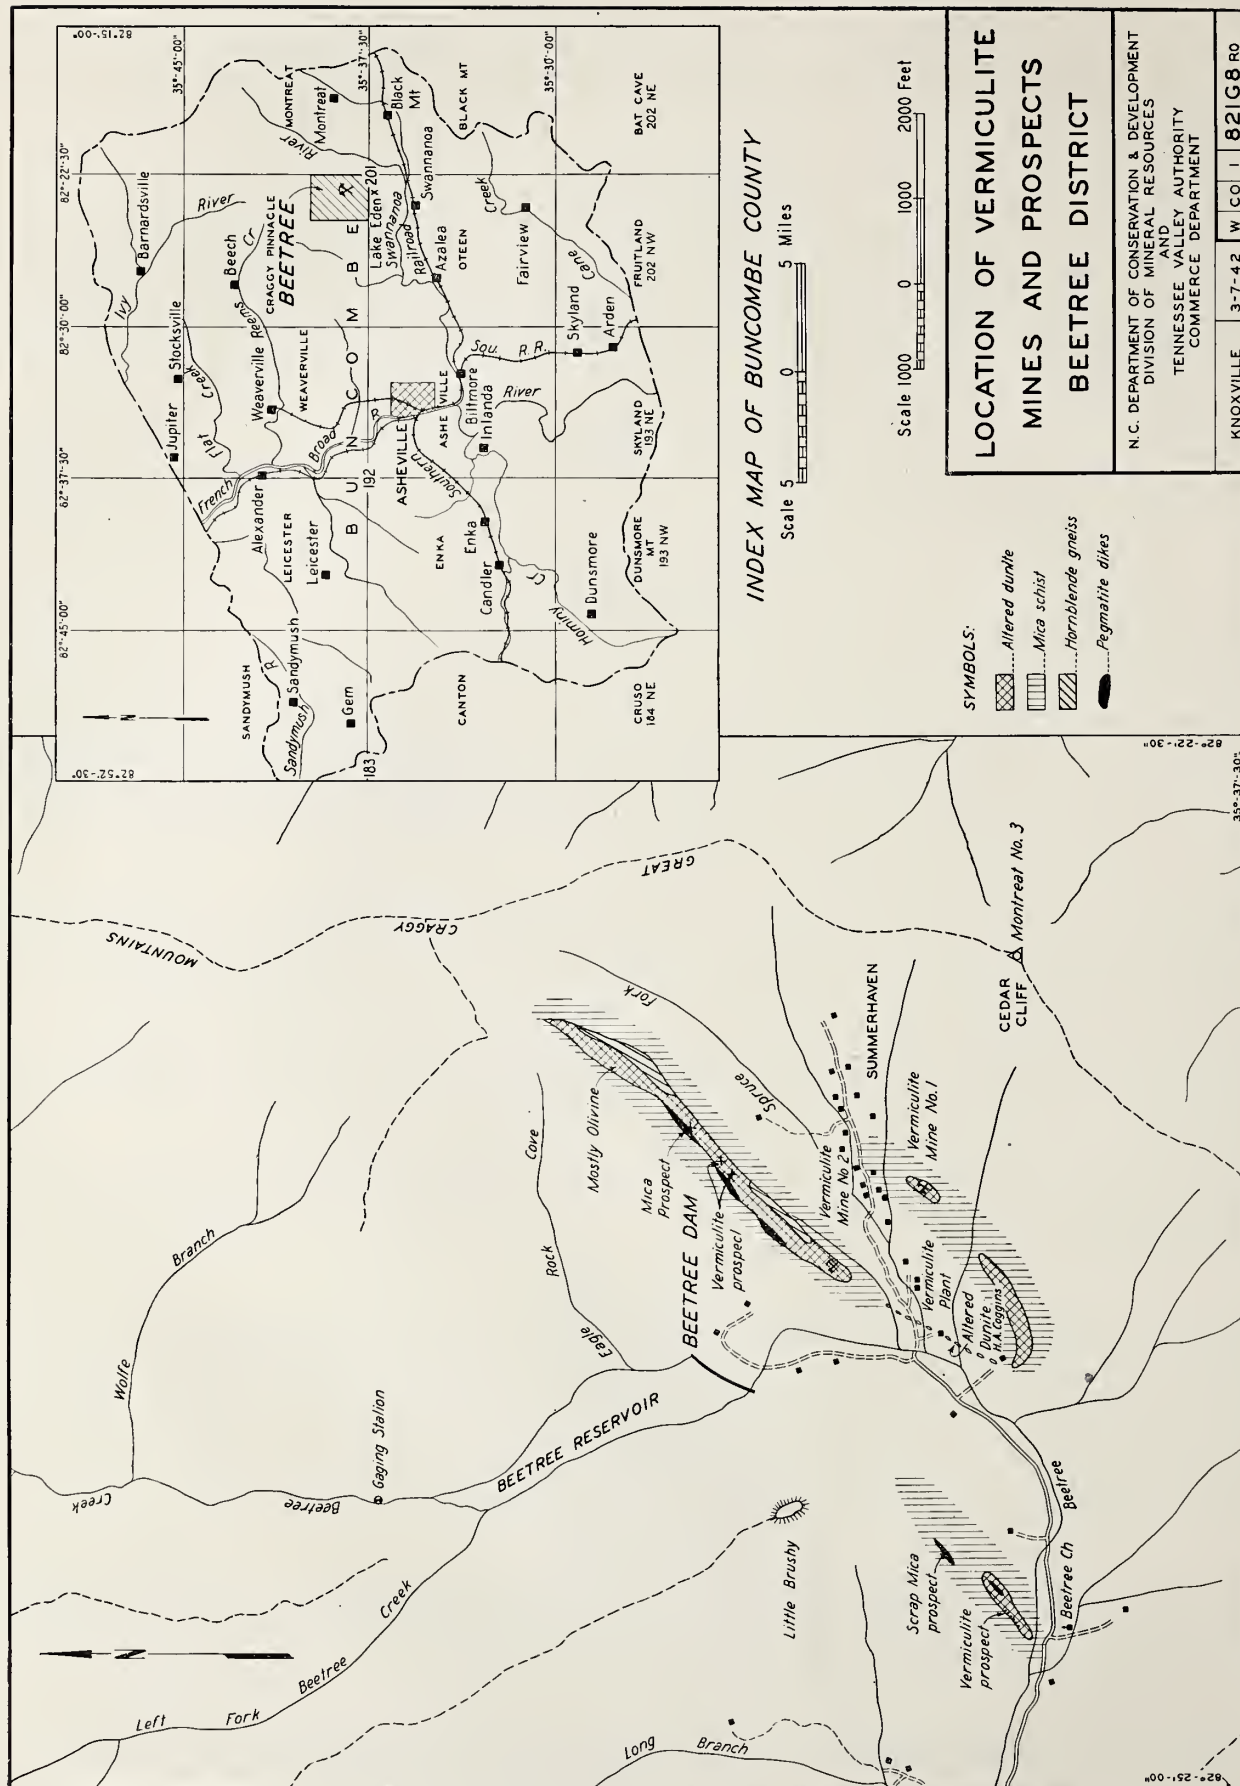 LOCATION OF VERMICULITE
MINES AND PROSPECTS
BEETREE DISTRICT
N.C. DEPARTMENT OF CONSERVATION & DEVELOPMENT
DIVISION OF MINERAL RESOURCES
AND
TENNESSEE VALLEY AUTHORITY
COMMERCE DEPARTMENT
KNOXVILLE 3-7-42 W CO 1 821G8 R0
Scale 1000 0 1000 2000 Feet
INDEX MAP OF BUNCOMBE COUNTY
Scale 5 0 5 Miles
SYMBOLS:
Altered dunite
Mica schist
Hornblende gneiss
Pegmatite dikes
82°-52'-30"
82°-45'-00"
82°-37'-30"
82°-30'-00"
82°-22'-30"
82°-15'-00"
35°-45'-00"
35°-37'-30"
35°-30'-00"
N
SANDYMUSH
Sandymush
R
Sandymush
Gem
183
CANTON
CRUSO
184 NE
French
Broad
R
Alexander
LEICESTER
Leicester
Jupiter
Flat
Creek
Stocksville
Ivy
River
Barnardsville
Weaverville
Reems
Beech
Cr
WEAVERVILLE
CRAGGY PINNACLE
BEETREE
MONTREAT
Montreat
River
BUNCOMBE
192
201
Lake Eden x
Swannanoa
Railroad
Swannanoa
Black
Mt
BLACK MT
Azalea
OTEEN
ASHEVILLE
ASHEVILLE
Southern
Biltmore
Inlanda
River
Sou. R.R.
Enka
ENKA
Candler
Hominy
Cr
Dunsmore
DUNSMORE
MT
193 NW
SKYLAND
193 NE
Skyland
Arden
Fairview
Cane
Creek
FRUITLAND
202 NW
BAT CAVE
202 NE
MOUNTAINS
CRAGGY
GREAT
82°-22'-30"
35°-37'-30"
82°-25'-00"
N
Creek
Beetree
Wolfe
Branch
Gaging Station
Left
Fork
Beetree
Creek
BEETREE RESERVOIR
Eagle
Rock
Cove
BEETREE DAM
Mostly Olivine
Mica
Prospect
Vermiculite
prospect
Spruce
Fork
Vermiculite
Mine No 2
SUMMERHAVEN
Vermiculite
Mine No.1
Vermiculite
Plant
Altered
Dunite
H.A. Coggins
CEDAR
CLIFF
Montreat No. 3
Little Brushy
Scrap Mica
prospect
Vermiculite
prospect
Beetree Ch
Beetree
Long
Branch